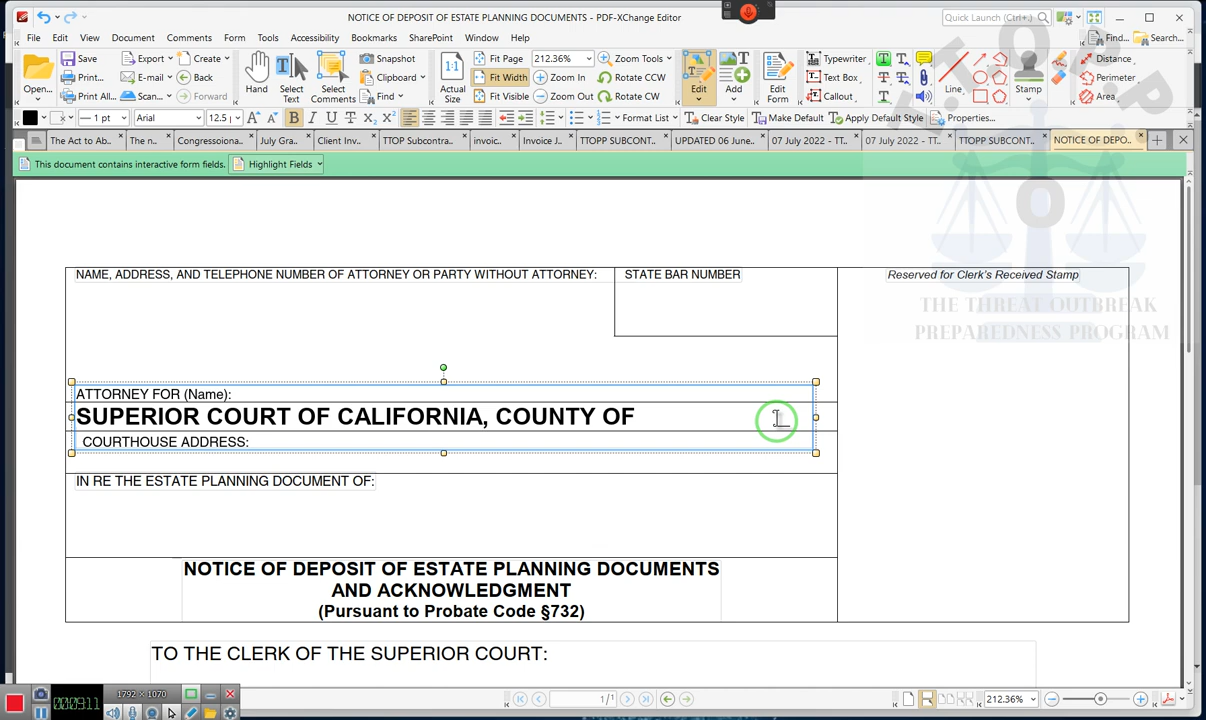 NOTICE OF DEPOSIT OF ESTATE PLANNING DOCUMENTS - PDF-XChange Editor
Quick Launch (Ctrl+.)
File Edit View Document Comments Form Tools Accessibility Bookmarks SharePoint Window Help
Find... Search...
Open...
Save
Print...
Print All...
Export
E-mail
Scan...
Create
Back
Forward
Hand
Select Text
Select Comments
Snapshot
Clipboard
Find
Actual Size
Fit Page
Fit Width
Fit Visible
212.36%
Zoom In
Zoom Out
Zoom Tools
Rotate CCW
Rotate CW
Edit
Add
Edit Form
Typewriter
Text Box
Callout
Line
Stamp
Distance
Perimeter
Area
1 pt Arial 12.5 Format List Clear Style Make Default Apply Default Style Properties...
The Act to Ab.. The n.. Congressiona.. July Gra.. Client Inv.. TTOP Subcontra.. invoic.. Invoice J.. TTOPP SUBCONT.. UPDATED 06 June.. 07 July 2022 - TT.. 07 July 2022 - TT.. TTOPP SUBCONT.. NOTICE OF DEPO..
This document contains interactive form fields. Highlight Fields
T.T.O.P.P
O
THE THREAT OUTBREAK
PREPAREDNESS PROGRAM
NAME, ADDRESS, AND TELEPHONE NUMBER OF ATTORNEY OR PARTY WITHOUT ATTORNEY: STATE BAR NUMBER Reserved for Clerk's Received Stamp
ATTORNEY FOR (Name):
SUPERIOR COURT OF CALIFORNIA, COUNTY OF
COURTHOUSE ADDRESS:
IN RE THE ESTATE PLANNING DOCUMENT OF:
NOTICE OF DEPOSIT OF ESTATE PLANNING DOCUMENTS
AND ACKNOWLEDGMENT
(Pursuant to Probate Code §732)
TO THE CLERK OF THE SUPERIOR COURT:
1792 × 1070
1/1
212.36%